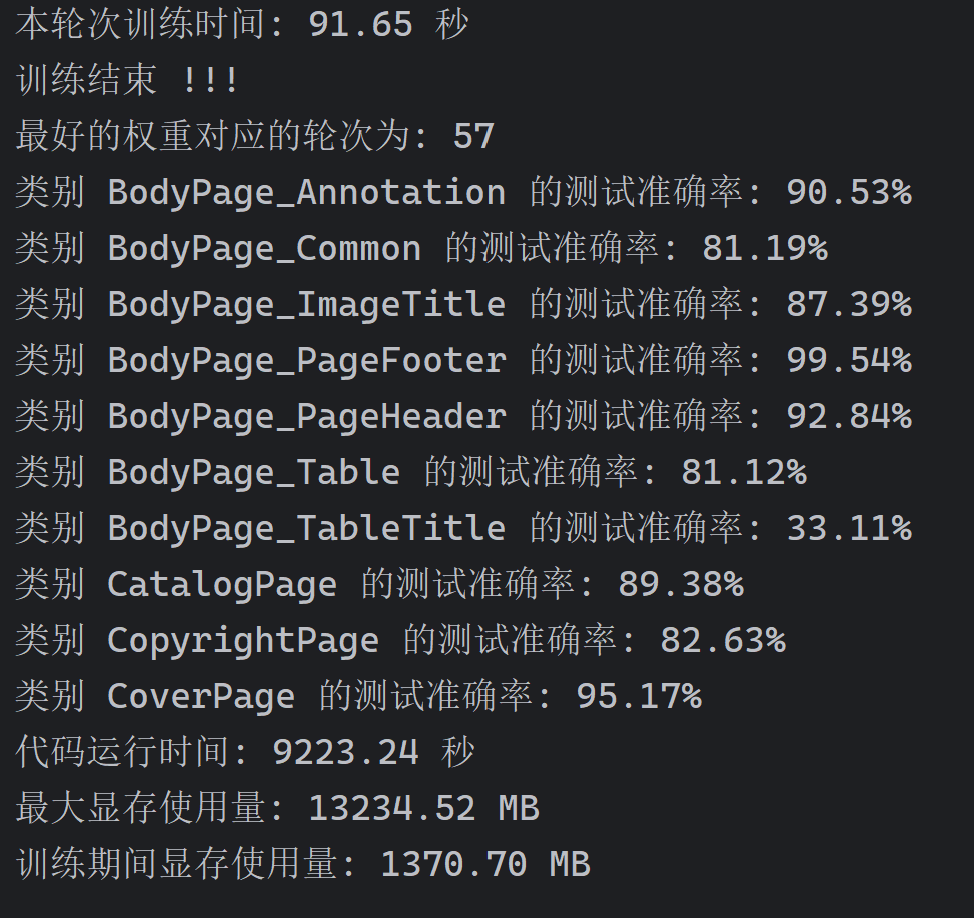 本轮次训练时间: 91.65 秒
训练结束 !!!
最好的权重对应的轮次为: 57
类别 BodyPage_Annotation 的测试准确率: 90.53%
类别 BodyPage_Common 的测试准确率: 81.19%
类别 BodyPage_ImageTitle 的测试准确率: 87.39%
类别 BodyPage_PageFooter 的测试准确率: 99.54%
类别 BodyPage_PageHeader 的测试准确率: 92.84%
类别 BodyPage_Table 的测试准确率: 81.12%
类别 BodyPage_TableTitle 的测试准确率: 33.11%
类别 CatalogPage 的测试准确率: 89.38%
类别 CopyrightPage 的测试准确率: 82.63%
类别 CoverPage 的测试准确率: 95.17%
代码运行时间: 9223.24 秒
最大显存使用量: 13234.52 MB
训练期间显存使用量: 1370.70 MB